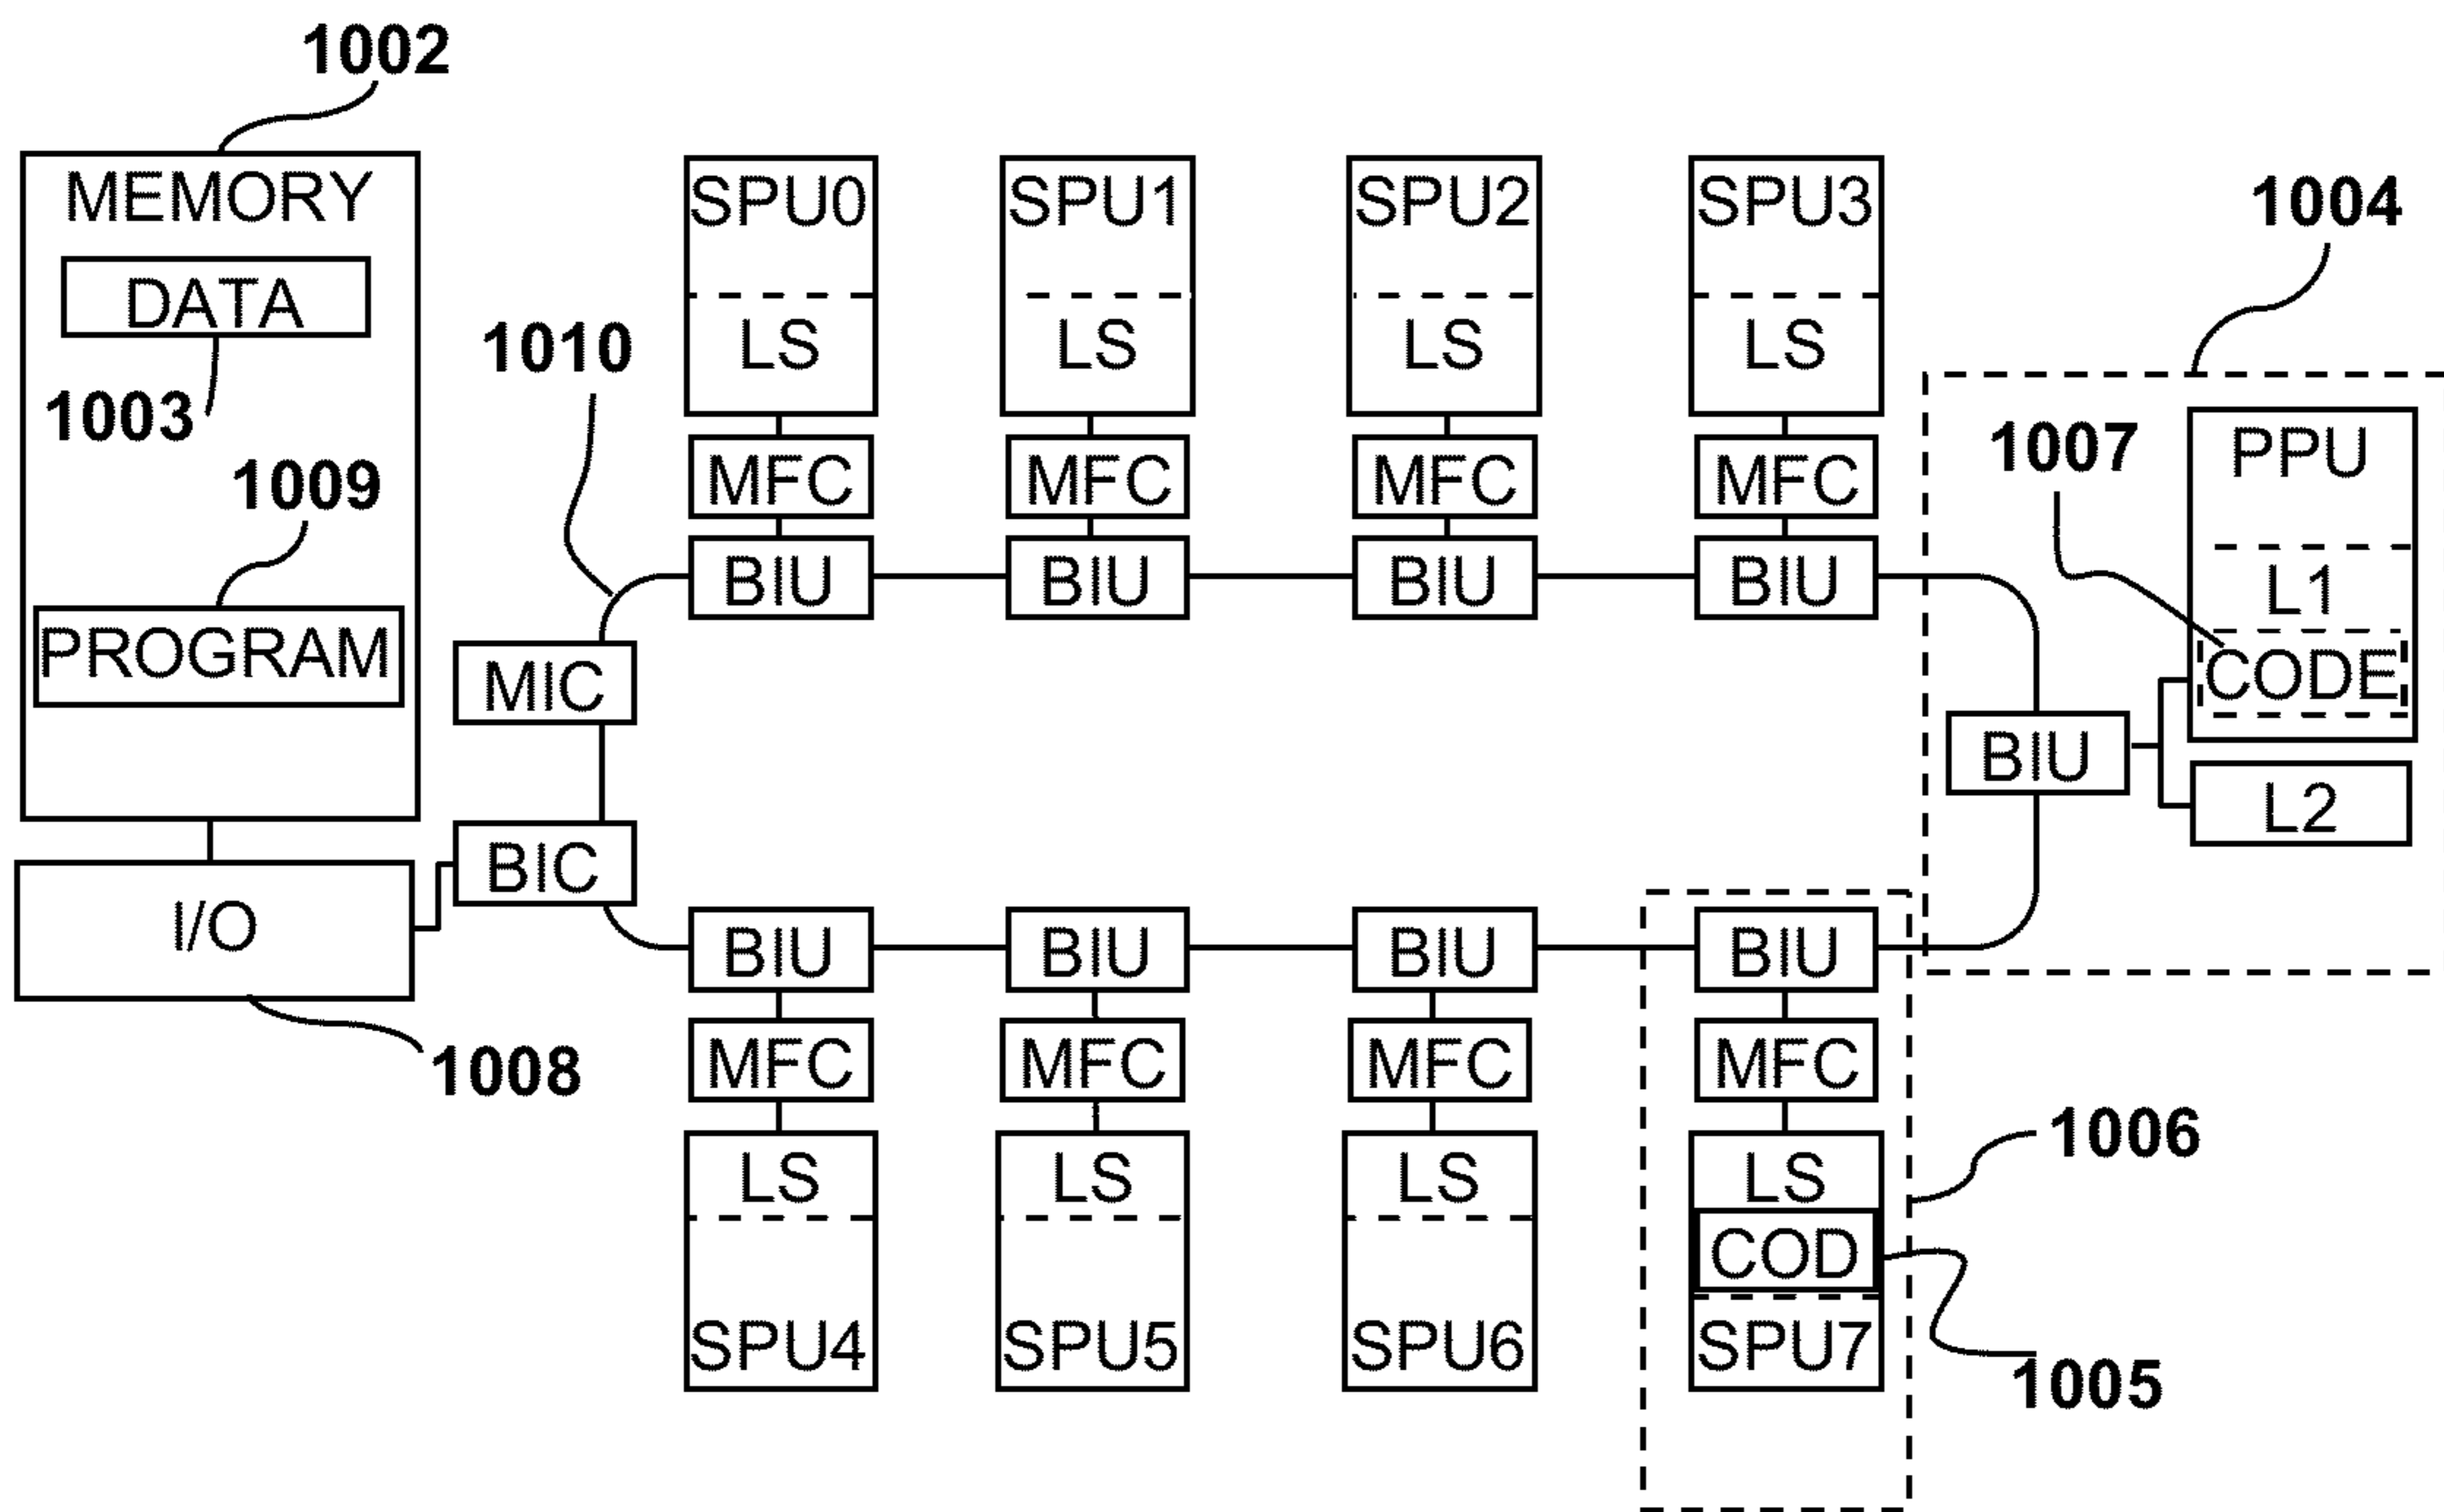 1002
MEMORY
DATA
1003
1009
PROGRAM
I/O
1008
1010
MIC
BIC
SPU0
LS
MFC
BIU
SPU1
LS
MFC
BIU
SPU2
LS
MFC
BIU
SPU3
LS
MFC
BIU
1004
1007
PPU
L1
CODE
BIU
L2
BIU
MFC
LS
SPU4
BIU
MFC
LS
SPU5
BIU
MFC
LS
SPU6
BIU
MFC
LS
COD
SPU7
1006
1005